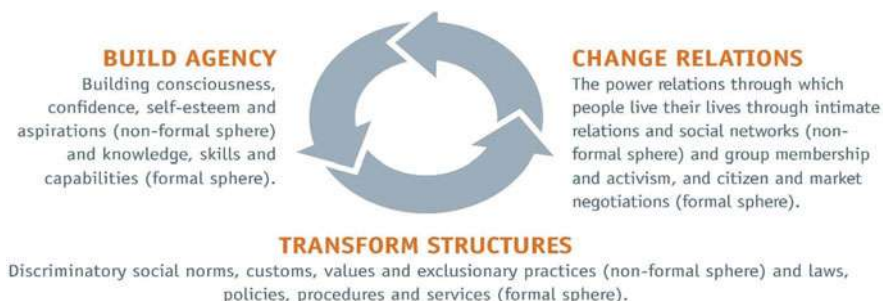 BUILD AGENCY
Building consciousness,
confidence, self-esteem and
aspirations (non-formal sphere)
and knowledge, skills and
capabilities (formal sphere).
CHANGE RELATIONS
The power relations through which
people live their lives through intimate
relations and social networks (non-
formal sphere) and group membership
and activism, and citizen and market
negotiations (formal sphere).
TRANSFORM STRUCTURES
Discriminatory social norms, customs, values and exclusionary practices (non-formal sphere) and laws,
policies, procedures and services (formal sphere).